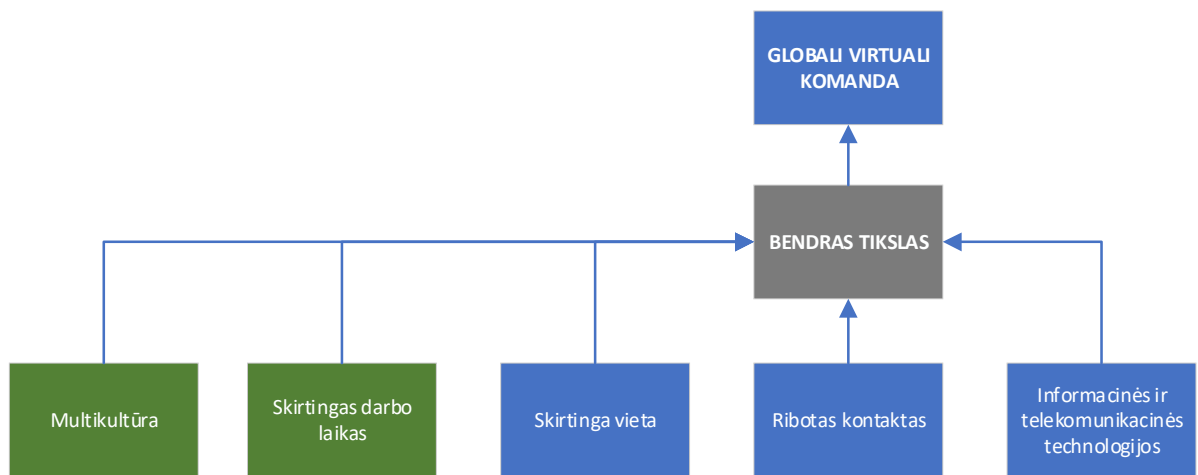 GLOBALI VIRTUALI
KOMANDA
BENDRAS TIKSLAS
Multikultūra
Skirtingas darbo
laikas
Skirtinga vieta
Ribotas kontaktas
Informacinės ir
telekomunikacinės
technologijos